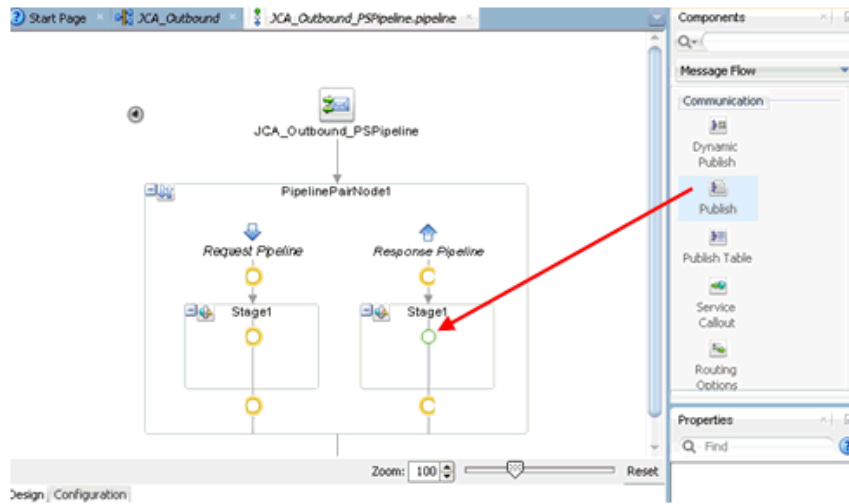 Start Page
JCA_Outbound
JCA_Outbound_PSPipeline.pipeline
Components
Message Flow
Communication
Dynamic
Publish
Publish
Publish Table
Service
Callout
Routing
Options
JCA_Outbound_PSPipeline
PipelinePairNode1
Request Pipeline
Response Pipeline
Stage1
Stage1
Properties
Find
Zoom: 100
Reset
Design
Configuration